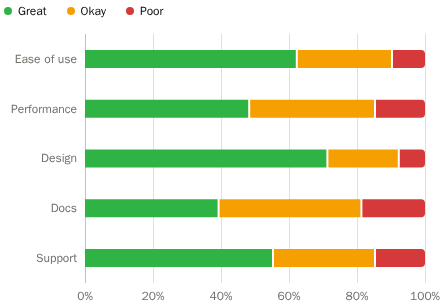 Great Okay Poor
Ease of use
Performance
Design
Docs
Support
0% 20% 40% 60% 80% 100%